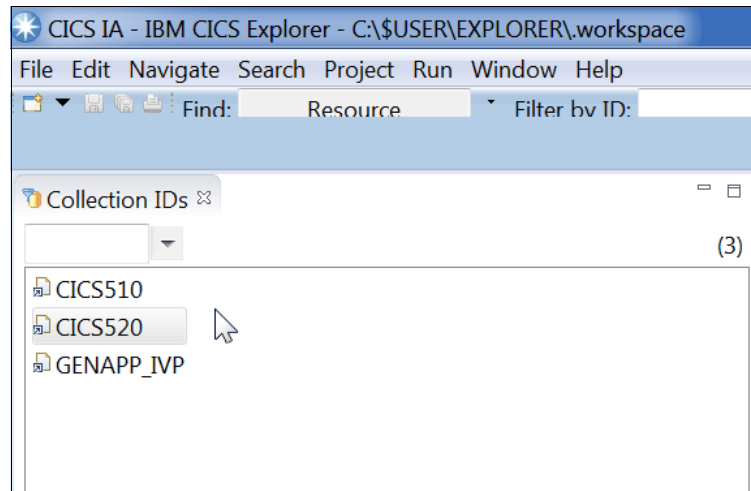 CICS IA - IBM CICS Explorer - C:\$USER\EXPLORER\.workspace
File Edit Navigate Search Project Run Window Help
Find: Resource Filter by ID:
Collection IDs
(3)
CICS510
CICS520
GENAPP_IVP